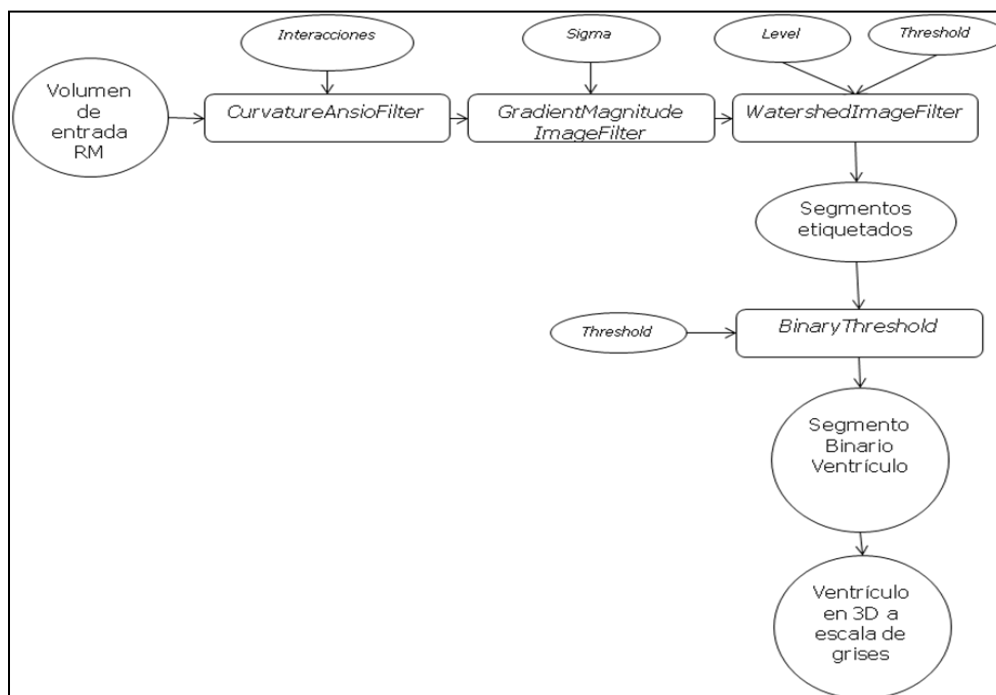 Interacciones
Sigma
Level
Threshold
Volumen
de
entrada
RM
CurvatureAnsioFilter
GradientMagnitude
ImageFilter
WatershedImageFilter
Segmentos
etiquetados
Threshold
BinaryThreshold
Segmento
Binario
Ventrículo
Ventrículo
en 3D a
escala de
grises